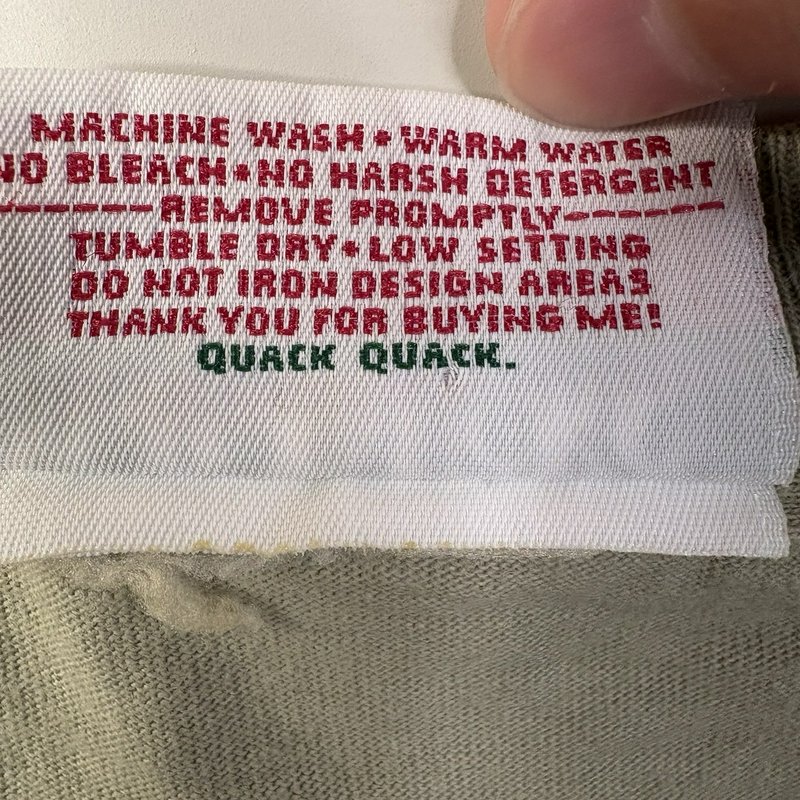 MACHINE WASH•WARM WATER
NO BLEACH•NO HARSH DETERGENT
------REMOVE PROMPTLY------
TUMBLE DRY•LOW SETTING
DO NOT IRON DESIGN AREAS
THANK YOU FOR BUYING ME!
QUACK QUACK.